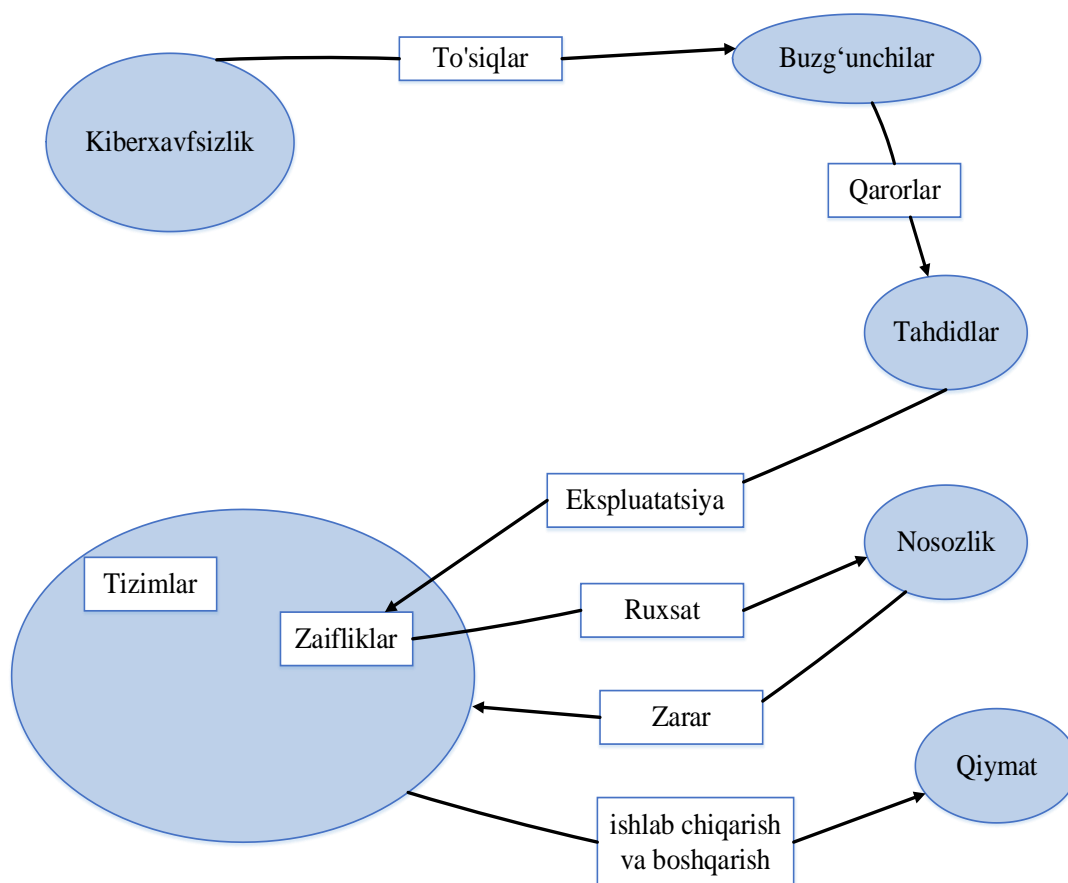 To'siqlar
Buzg‘unchilar
Kiberxavfsizlik
Qarorlar
Tahdidlar
Ekspluatatsiya
Nosozlik
Tizimlar
Ruxsat
Zaifliklar
Zarar
Qiymat
ishlab chiqarish
va boshqarish